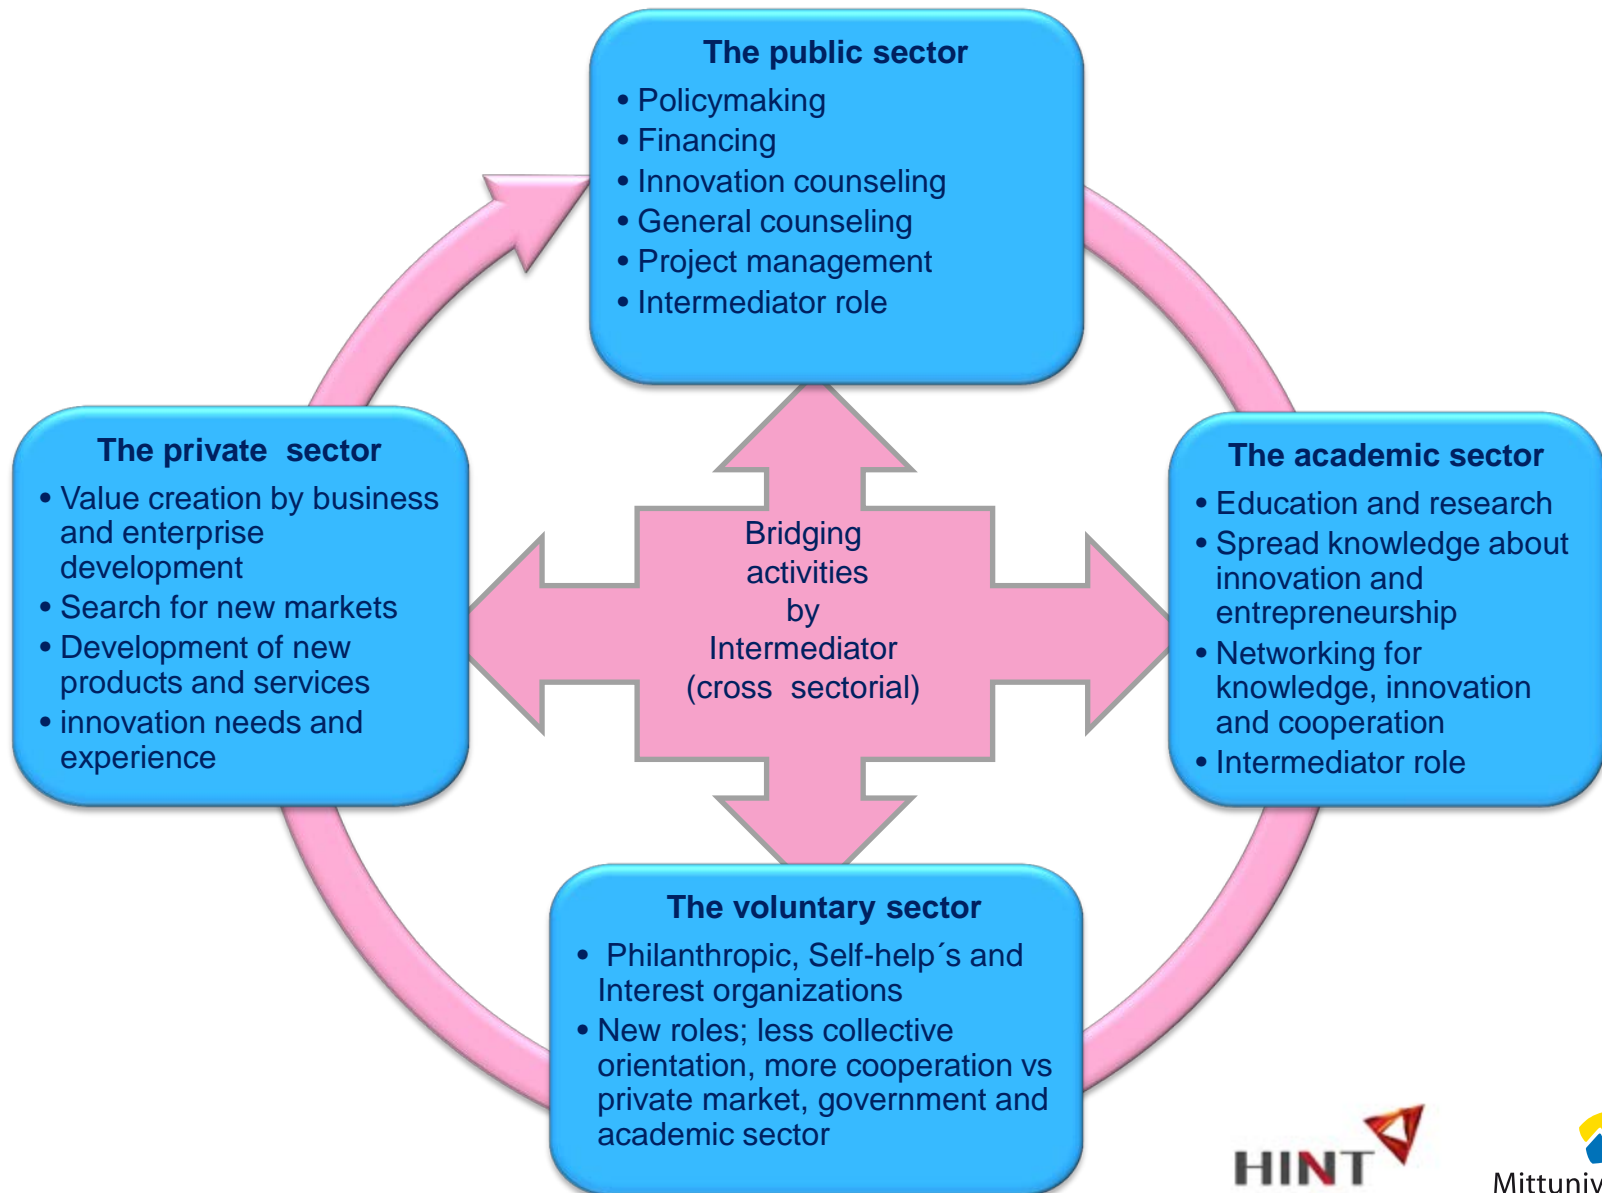 The public sector
• Policymaking
• Financing
• Innovation counseling
• General counseling
• Project management
• Intermediator role
The private  sector
• Value creation by business
and enterprise
development
• Search for new markets
• Development of new
products and services
• innovation needs and
experience
Bridging
activities
by
Intermediator
(cross  sectorial)
The academic sector
• Education and research
• Spread knowledge about
innovation and
entrepreneurship
• Networking for
knowledge, innovation
and cooperation
• Intermediator role
The voluntary sector
• Philanthropic, Self-help´s and
Interest organizations
• New roles; less collective
orientation, more cooperation vs
private market, government and
academic sector
HINT
Mittuniv